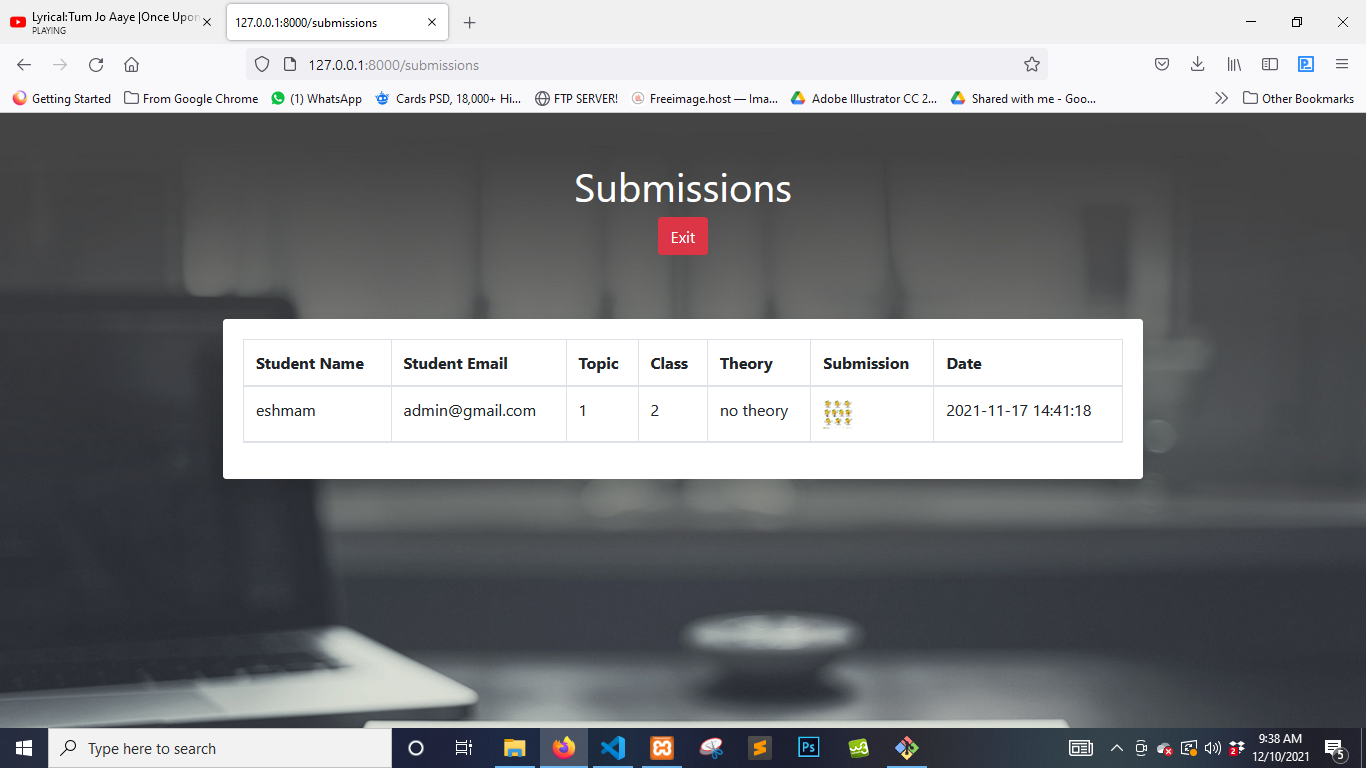 Lyrical:Tum Jo Aaye |Once Upon
PLAYING
127.0.0.1:8000/submissions
127.0.0.1:8000/submissions
Getting Started
From Google Chrome
(1) WhatsApp
Cards PSD, 18,000+ Hi...
FTP SERVER!
Freeimage.host — Ima...
Adobe Illustrator CC 2...
Shared with me - Goo...
Other Bookmarks
Submissions
Exit
Student Name Student Email Topic Class Theory Submission Date
eshmam admin@gmail.com 1 2 no theory 2021-11-17 14:41:18
Type here to search
Ps
2
9:38 AM
12/10/2021
5